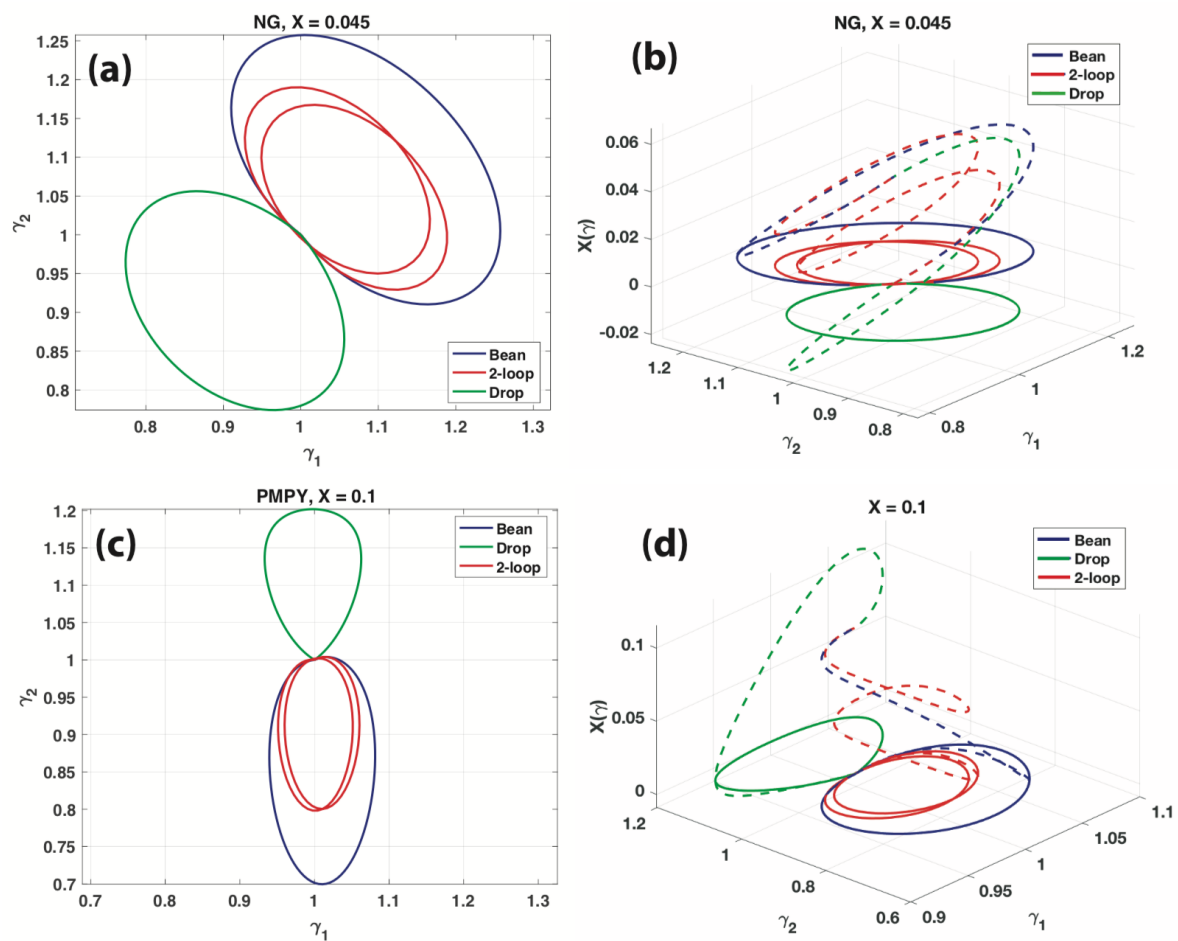 NG, X = 0.045
(a)
1.25
1.2
1.15
1.1
1.05
1
0.95
0.9
0.85
0.8
γ2
0.8 0.9 1 1.1 1.2 1.3
γ1
Bean
2-loop
Drop
NG, X = 0.045
(b)
Bean
2-loop
Drop
0.06
0.04
0.02
0
-0.02
X(γ)
1.2 1.1 1 0.9 0.8
γ2
0.8 1 1.2
γ1
PMPY, X = 0.1
(c)
Bean
Drop
2-loop
1.2
1.15
1.1
1.05
1
0.95
0.9
0.85
0.8
0.75
0.7
γ2
0.7 0.8 0.9 1 1.1 1.2 1.3
γ1
X = 0.1
(d)
Bean
Drop
2-loop
0.1
0.05
0
X(γ)
1.2 1 0.8 0.6
γ2
0.9 0.95 1 1.05 1.1
γ1